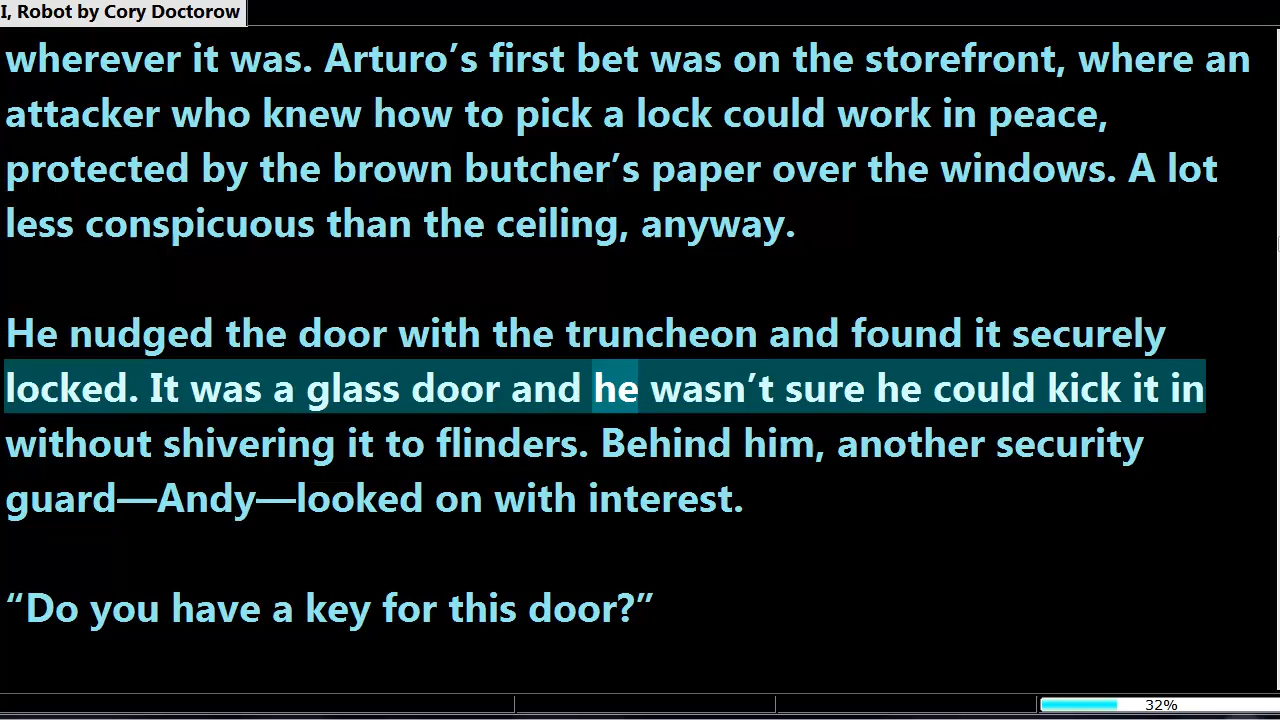 I, Robot by Cory Doctorow
wherever it was. Arturo’s first bet was on the storefront, where an
attacker who knew how to pick a lock could work in peace,
protected by the brown butcher’s paper over the windows. A lot
less conspicuous than the ceiling, anyway.
He nudged the door with the truncheon and found it securely
locked. It was a glass door and he wasn’t sure he could kick it in
without shivering it to flinders. Behind him, another security
guard—Andy—looked on with interest.
“Do you have a key for this door?”
32%